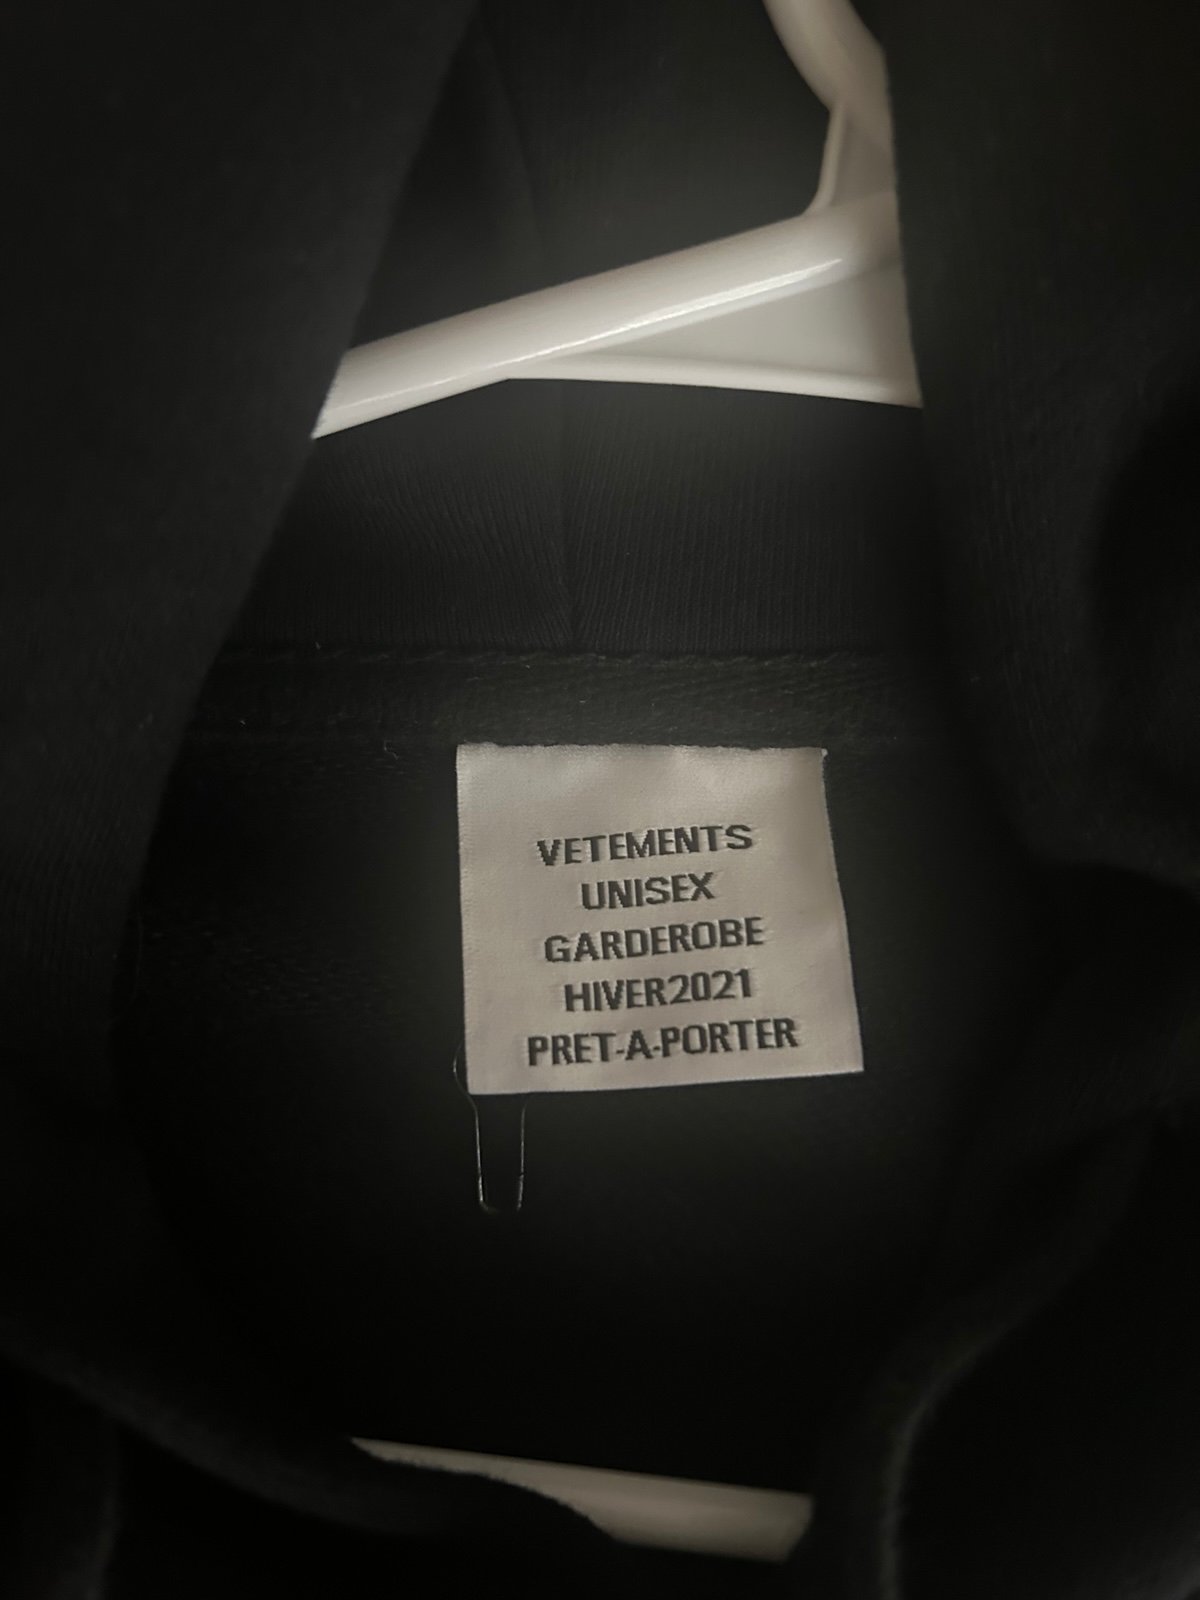 VETEMENTS
UNISEX
GARDEROBE
HIVER2021
PRET-A-PORTER